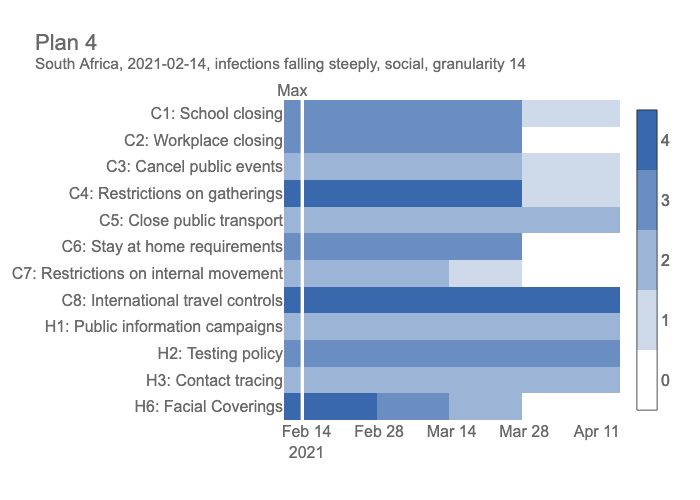 Plan 4
South Africa, 2021-02-14, infections falling steeply, social, granularity 14
Max
C1: School closing
C2: Workplace closing
C3: Cancel public events
C4: Restrictions on gatherings
C5: Close public transport
C6: Stay at home requirements
C7: Restrictions on internal movement
C8: International travel controls
H1: Public information campaigns
H2: Testing policy
H3: Contact tracing
H6: Facial Coverings
Feb 14 Feb 28 Mar 14 Mar 28 Apr 11
2021
4
3
2
1
0